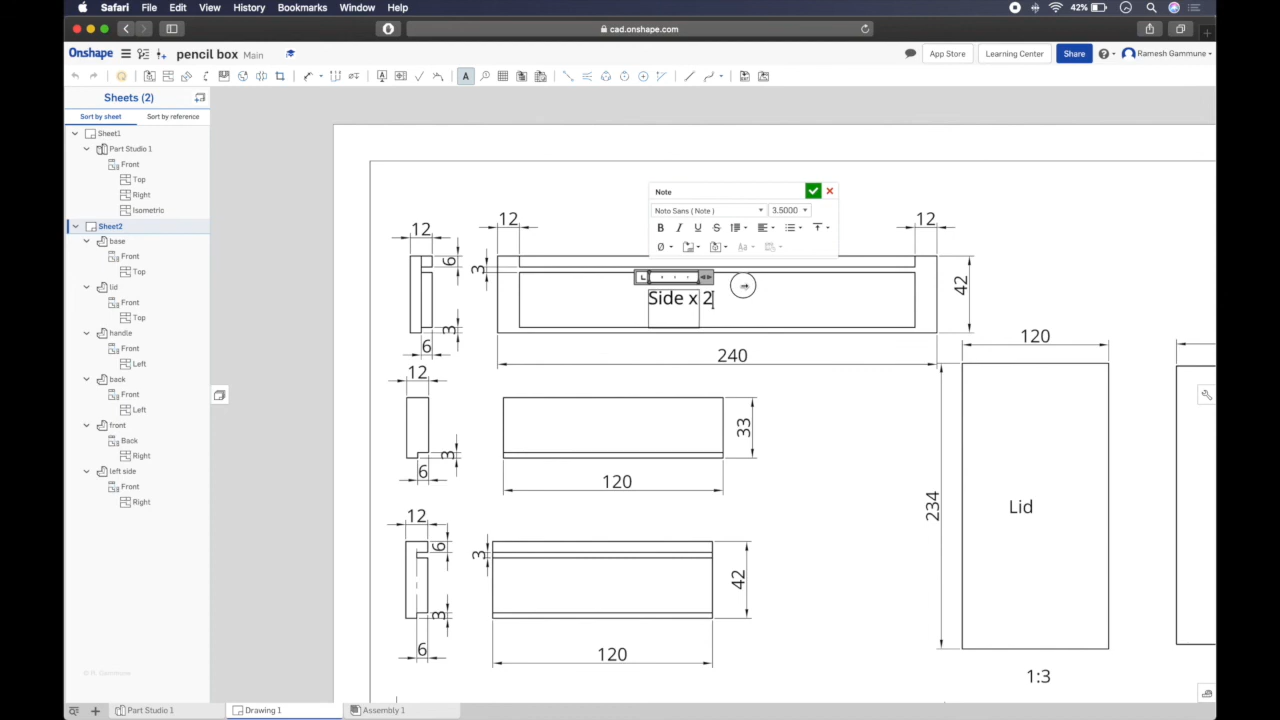 Safari File Edit View History Bookmarks Window Help
42%
cad.onshape.com
Onshape pencil box Main
App Store Learning Center Share Ramesh Gammune
Sheets (2)
Sort by sheet Sort by reference
Sheet1
Part Studio 1
Front
Top
Right
Isometric
Sheet2
base
Front
Top
lid
Front
Top
handle
Front
Left
back
Front
Left
front
Back
Right
left side
Front
Right
© R. Gammune
Note
Noto Sans ( Note ) 3.5000
B I U S
Aa
12 12 12
6 3
Side x 2
42
3
6
240
12
33
3
6
120
12
6 3
42
3
6
120
120
234
Lid
1:3
Part Studio 1 Drawing 1 Assembly 1